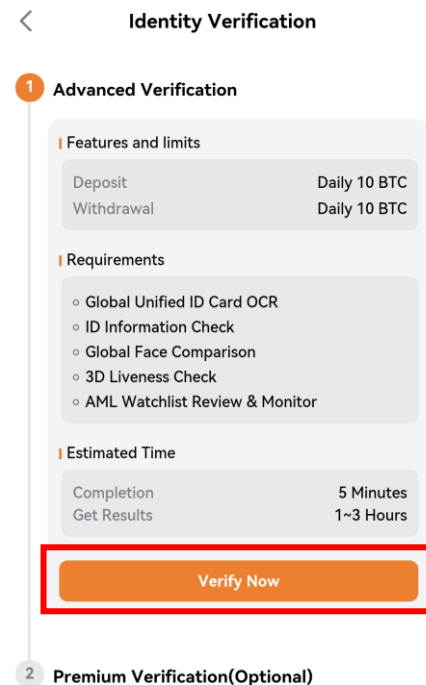 Identity Verification
1 Advanced Verification
Features and limits
Deposit Daily 10 BTC
Withdrawal Daily 10 BTC
Requirements
Global Unified ID Card OCR
ID Information Check
Global Face Comparison
3D Liveness Check
AML Watchlist Review & Monitor
Estimated Time
Completion 5 Minutes
Get Results 1~3 Hours
Verify Now
2 Premium Verification(Optional)